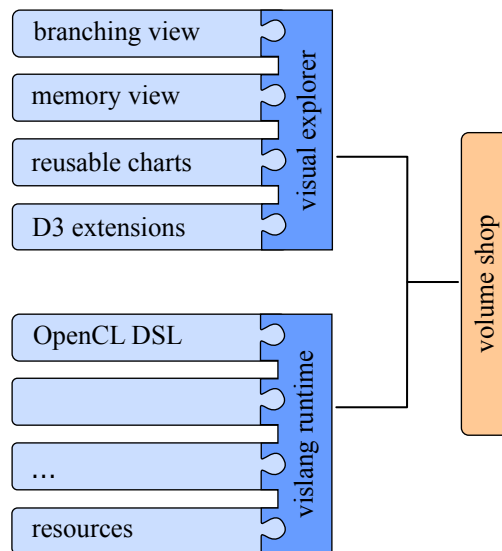 branching view
memory view
reusable charts
D3 extensions
visual explorer
OpenCL DSL
...
resources
vislang runtime
volume shop